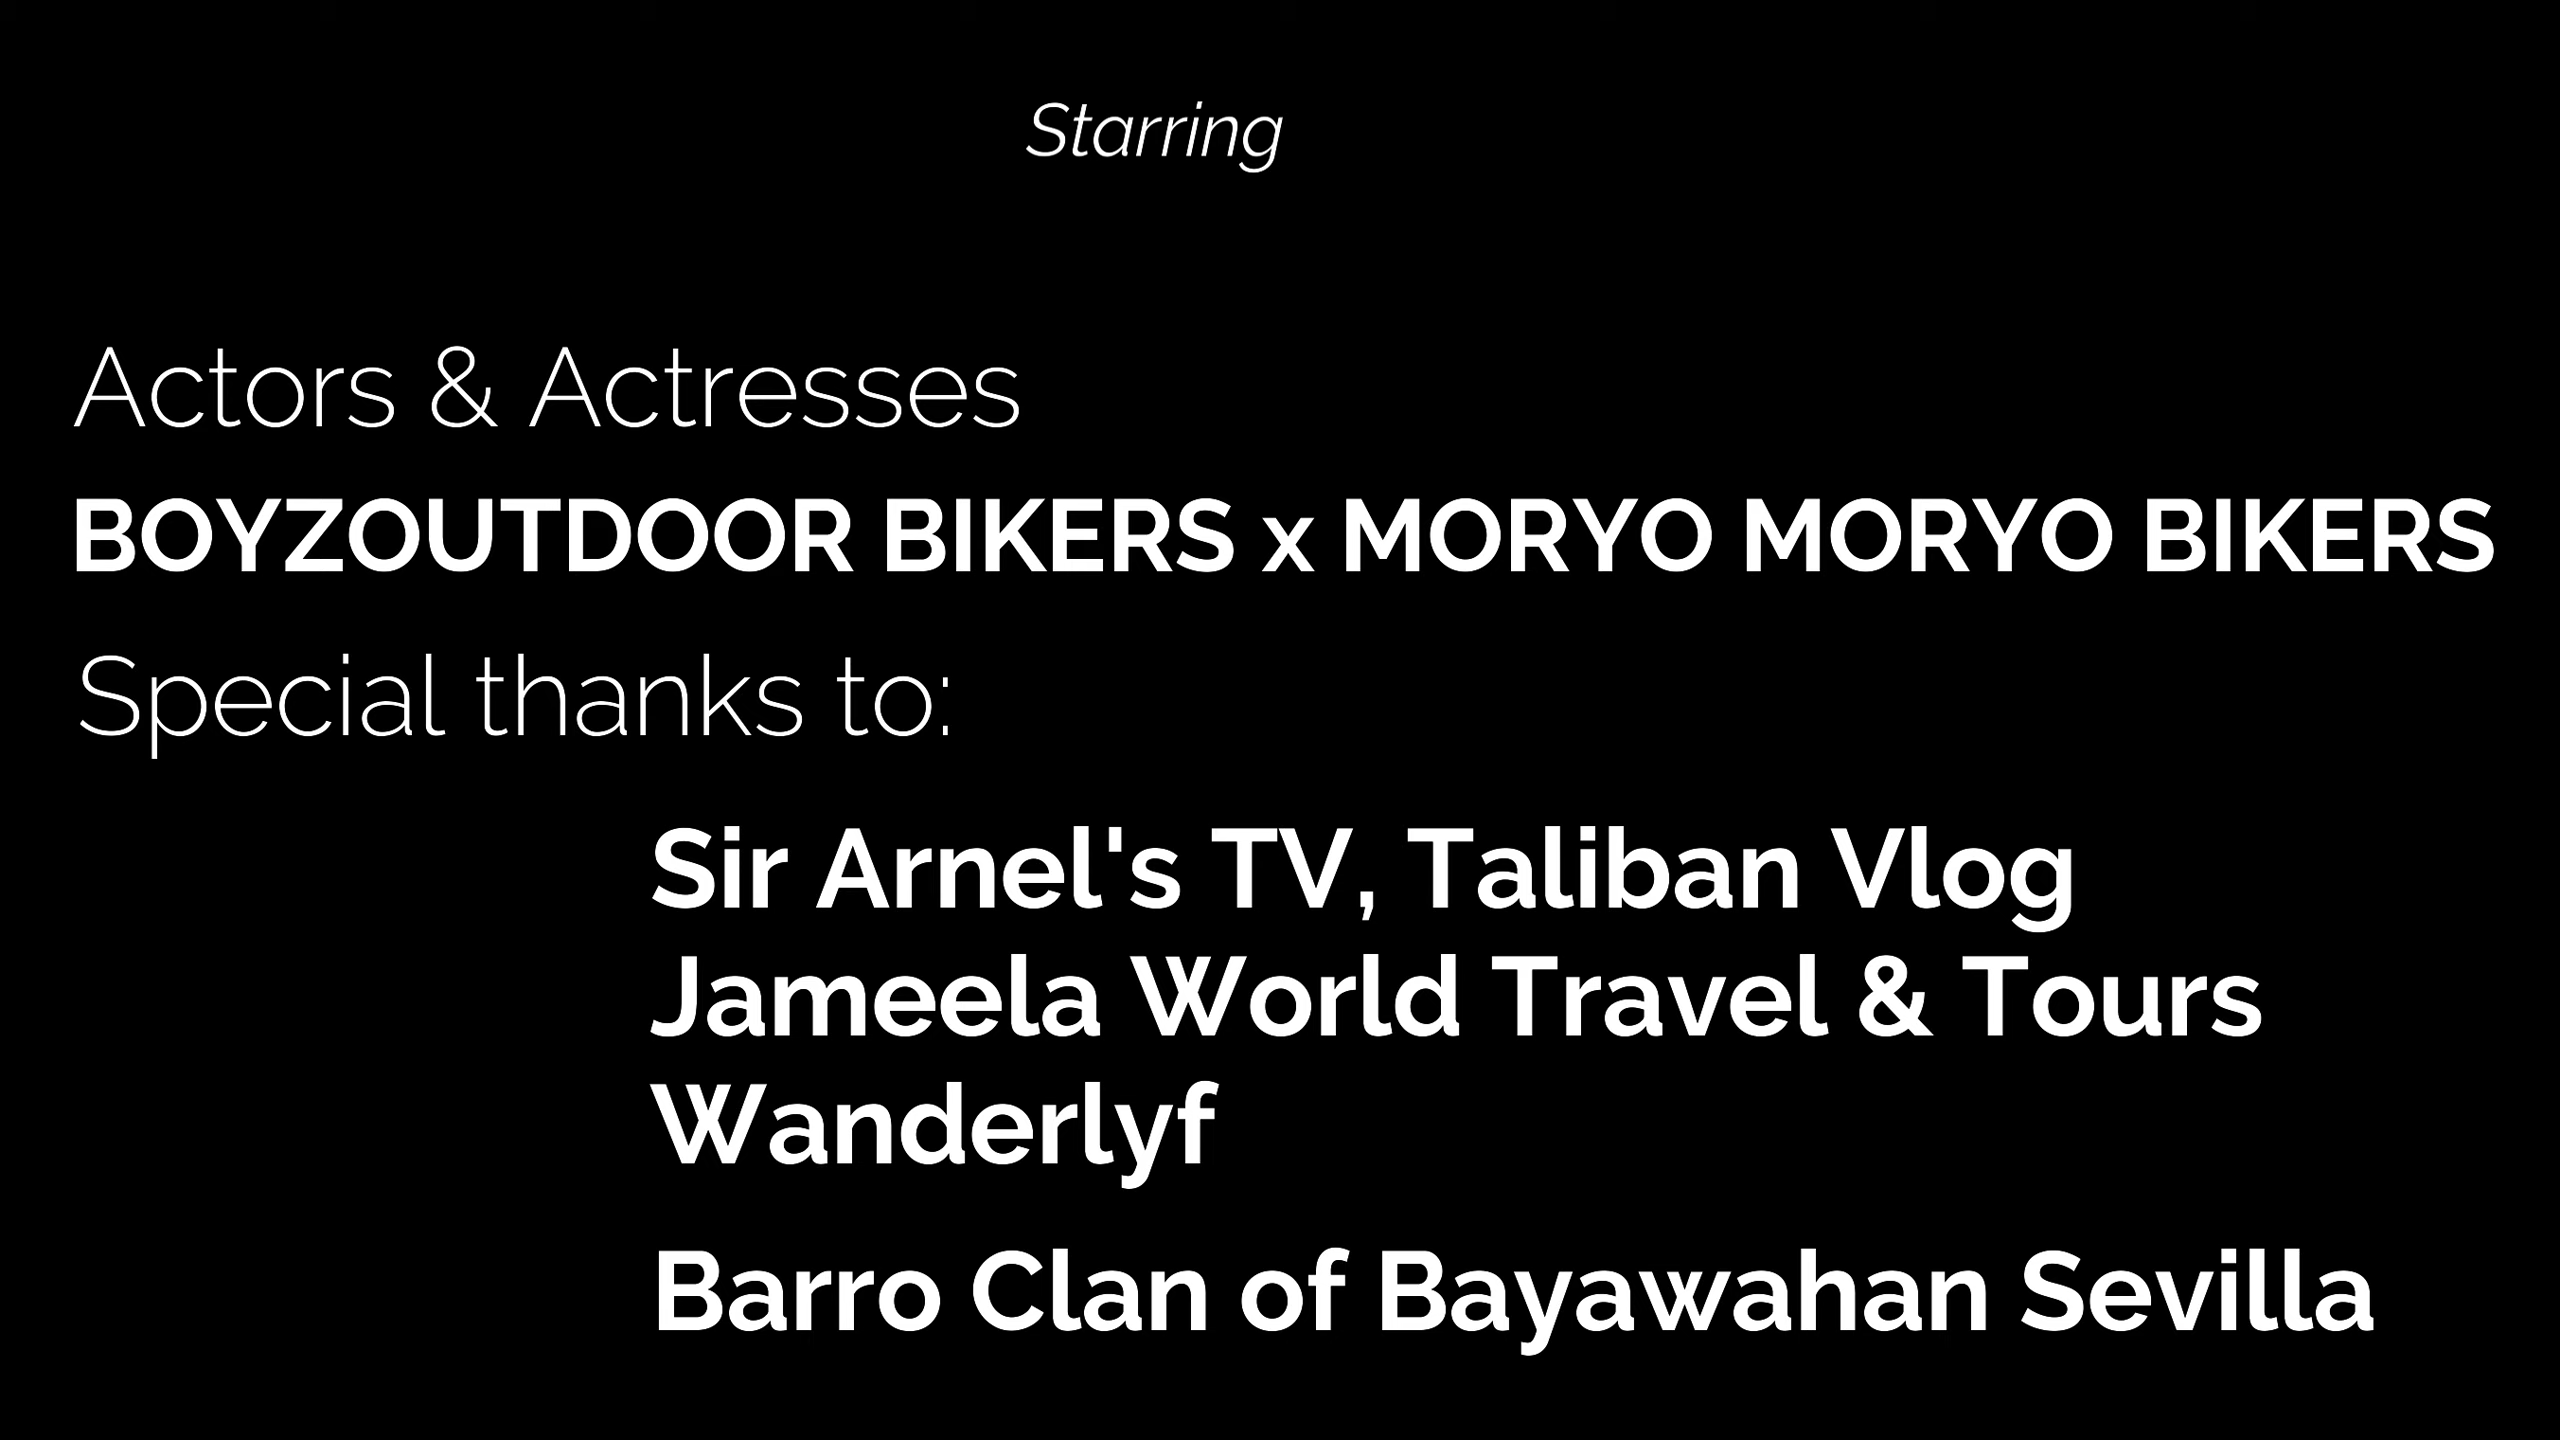 Starring
Actors & Actresses
BOYZOUTDOOR BIKERS x MORYO MORYO BIKERS
Special thanks to:
Sir Arnel's TV, Taliban Vlog
Jameela World Travel & Tours
Wanderlyf
Barro Clan of Bayawahan Sevilla